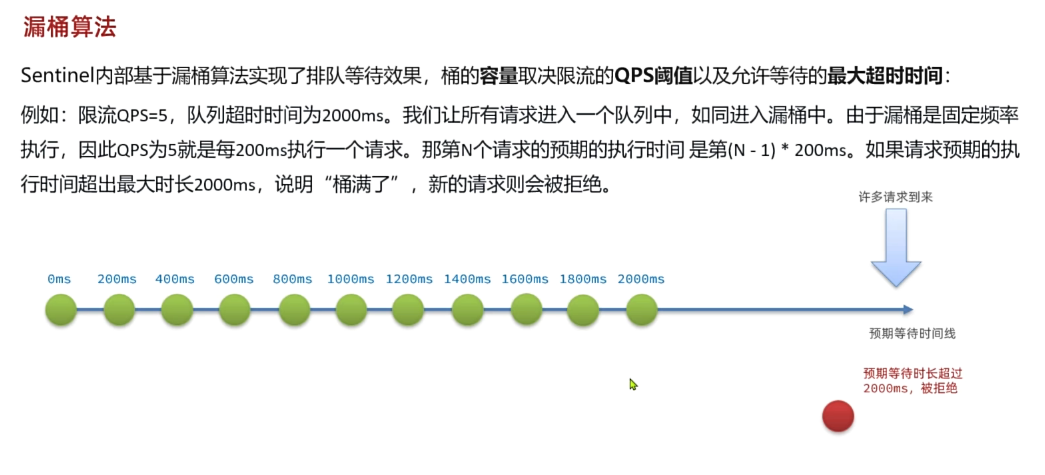 漏桶算法
Sentinel内部基于漏桶算法实现了排队等待效果，桶的容量取决限流的QPS阈值以及允许等待的最大超时时间：
例如：限流QPS=5，队列超时时间为2000ms。我们让所有请求进入一个队列中，如同进入漏桶中。由于漏桶是固定频率
执行，因此QPS为5就是每200ms执行一个请求。那第N个请求的预期的执行时间 是第(N - 1) * 200ms。如果请求预期的执
行时间超出最大时长2000ms，说明“桶满了”，新的请求则会被拒绝。
许多请求到来
0ms 200ms 400ms 600ms 800ms 1000ms 1200ms 1400ms 1600ms 1800ms 2000ms
预期等待时间线
预期等待时长超过
2000ms，被拒绝